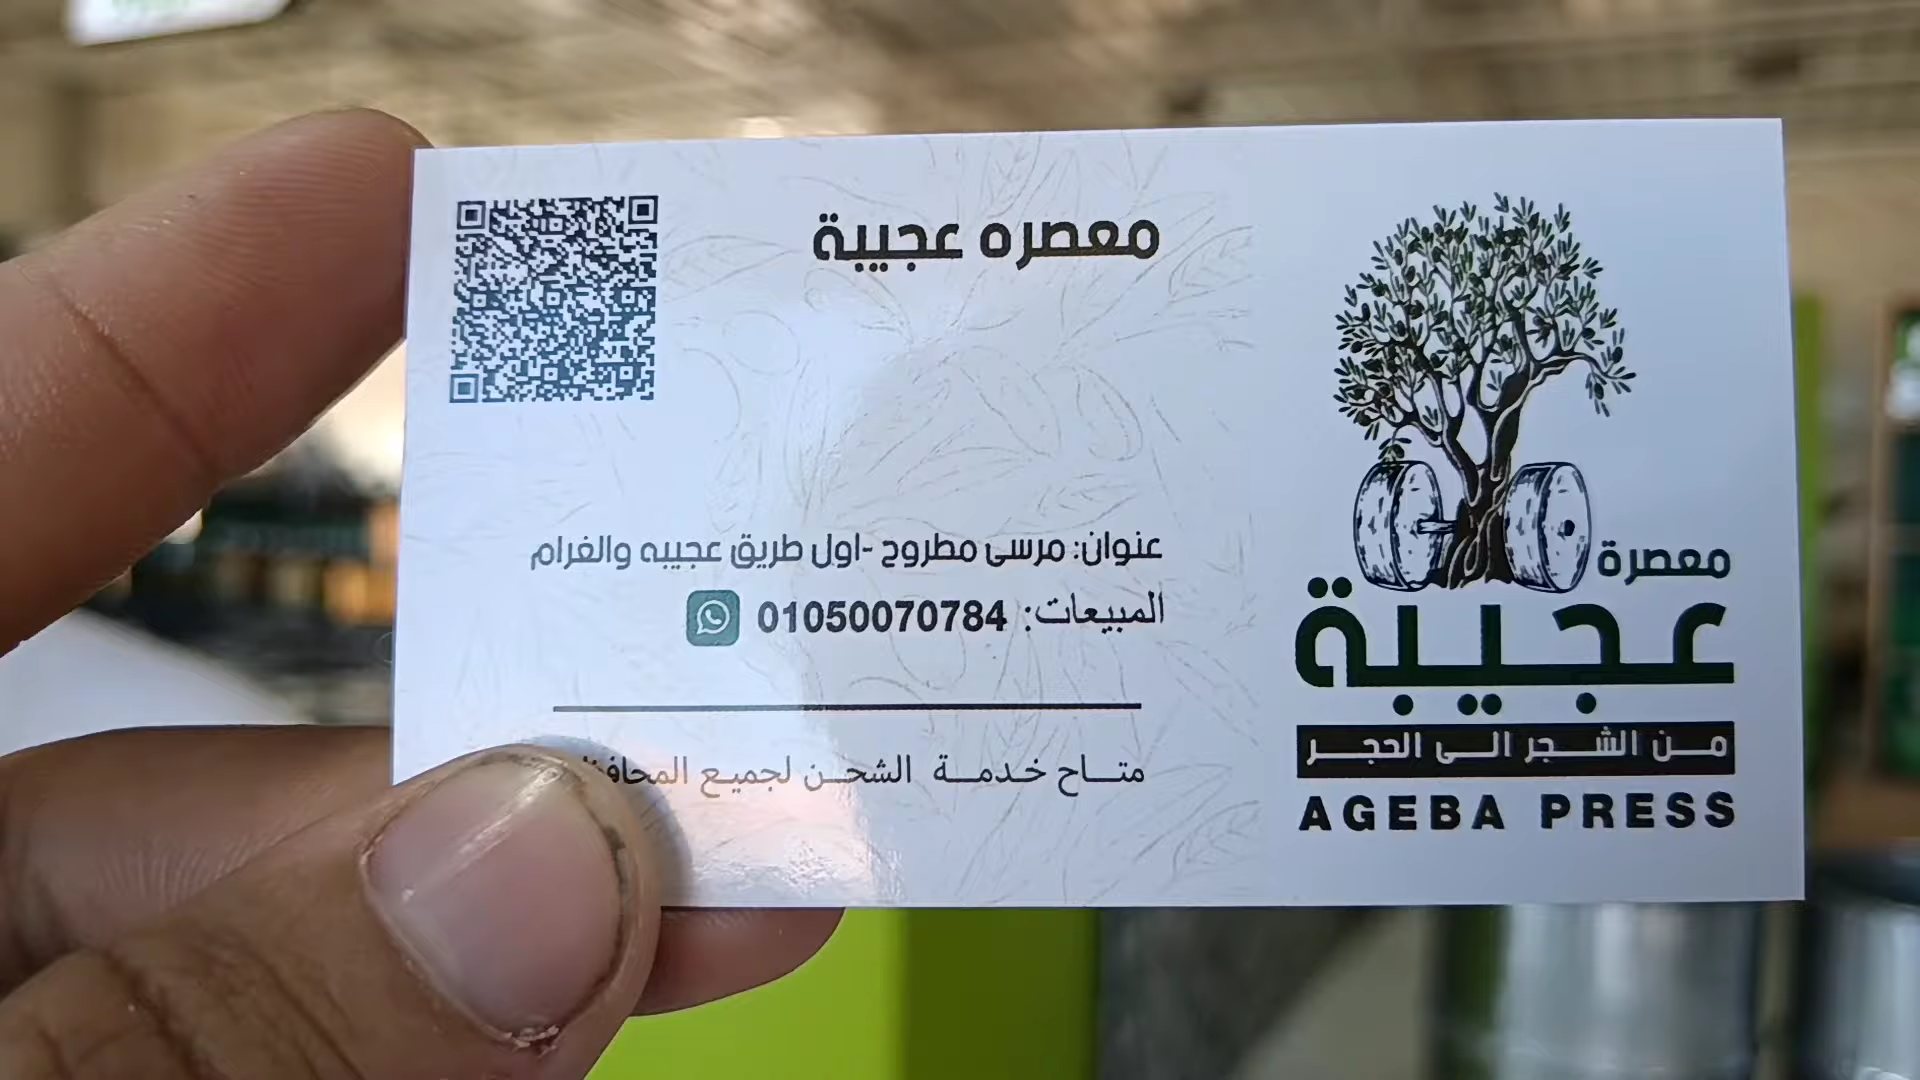 معصره عجيبة
عنوان: مرسى مطروح -اول طريق عجيبه والغرام
المبيعات: 01050070784
متاح خدمة الشحن لجميع
معصرة
عجيبة
من الشجر الى الحجر
AGEBA PRESS